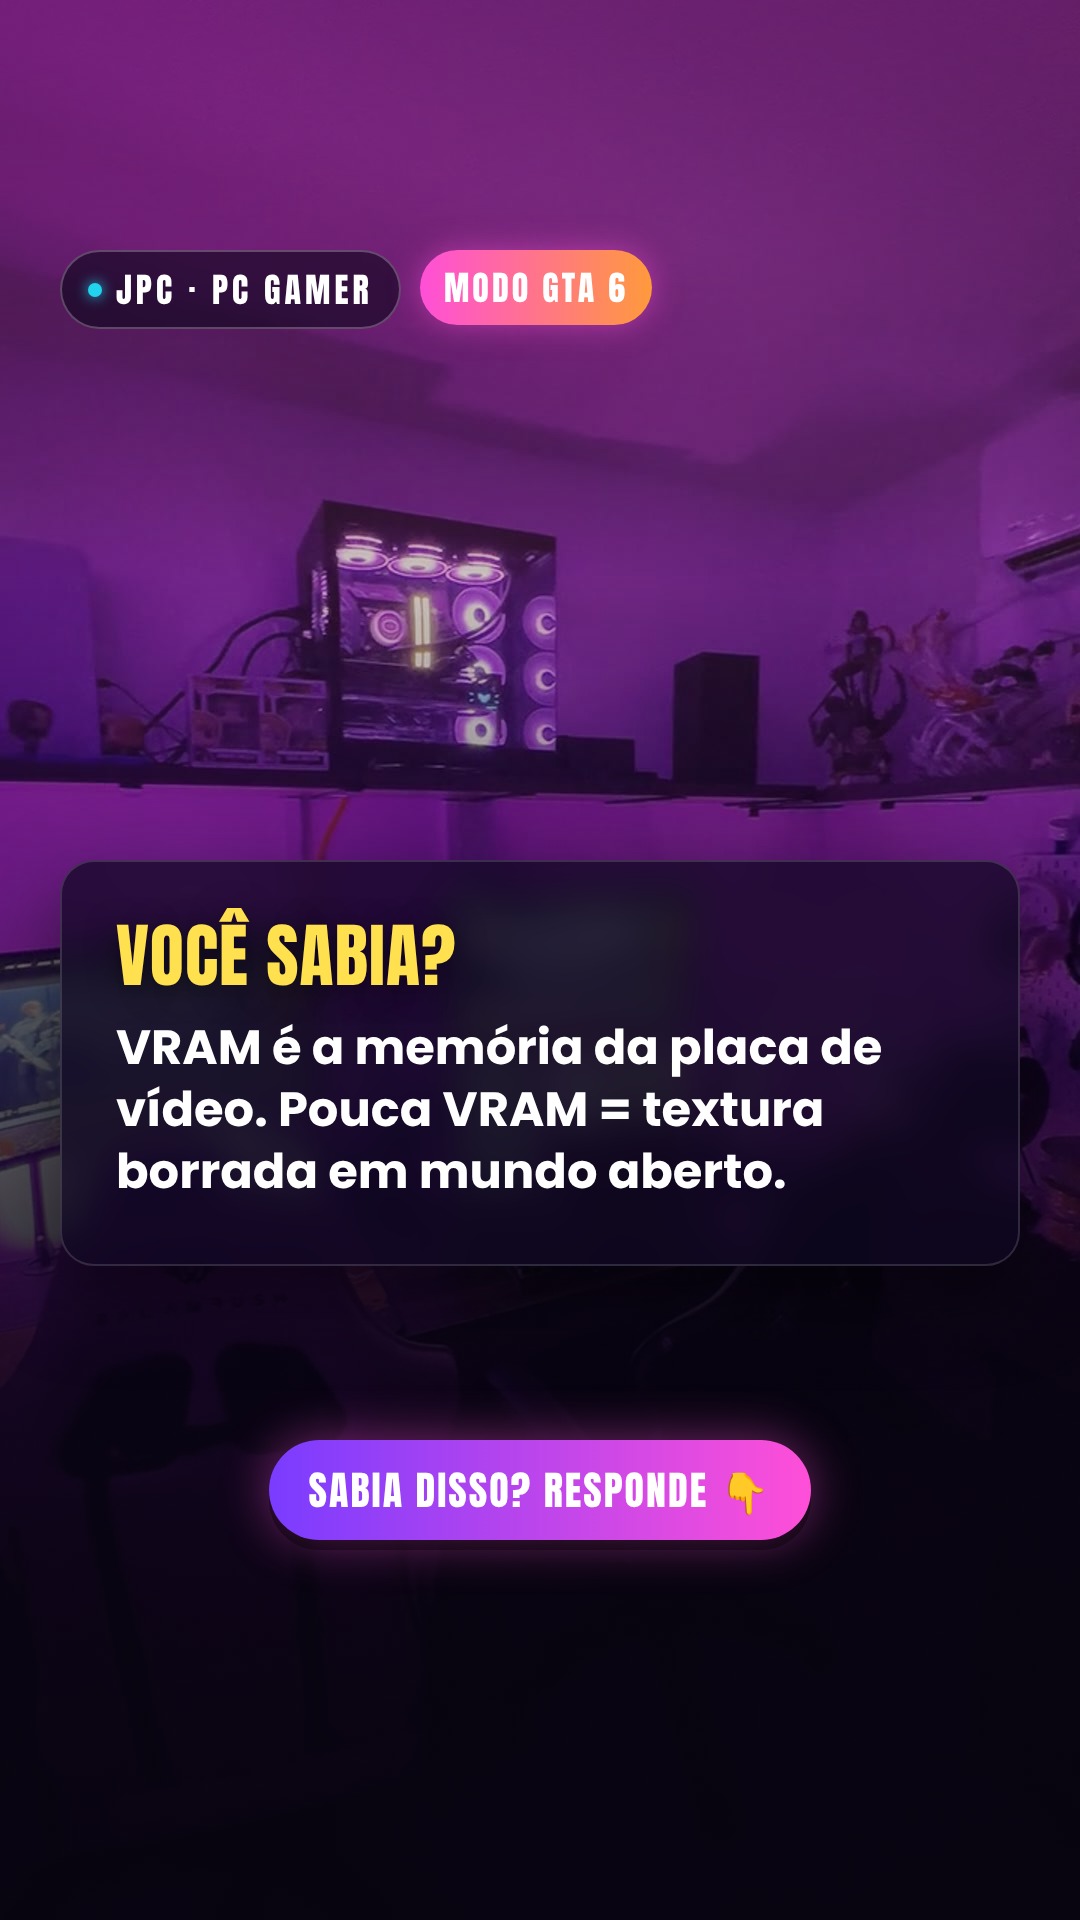 JPC · PC GAMER
MODO GTA 6
VOCÊ SABIA?
VRAM é a memória da placa de
vídeo. Pouca VRAM = textura
borrada em mundo aberto.
SABIA DISSO? RESPONDE 👇